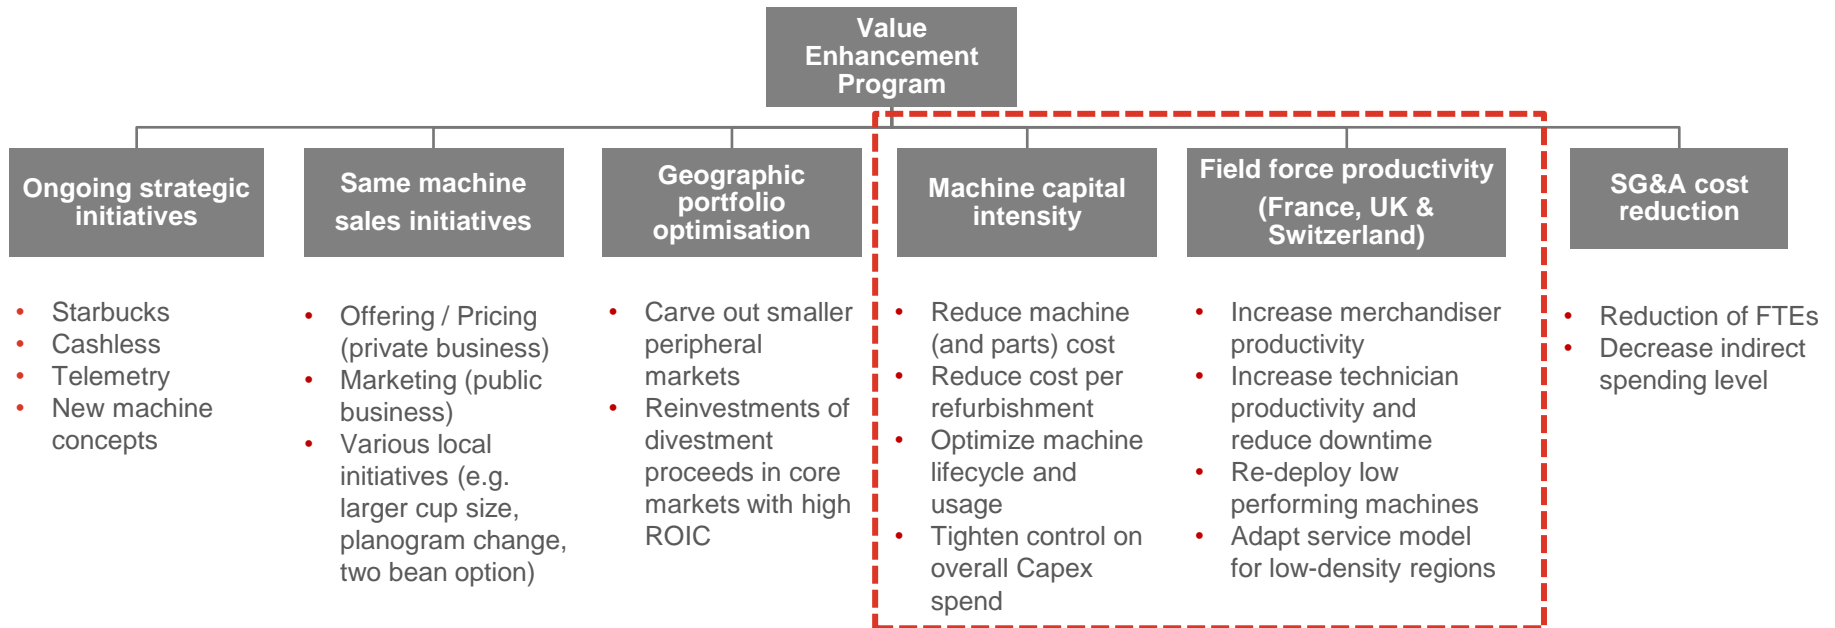 Value
Enhancement
Program
Ongoing strategic
initiatives
• Starbucks
• Cashless
• Telemetry
• New machine
concepts
Same machine
sales initiatives
• Offering / Pricing
(private business)
• Marketing (public
business)
• Various local
initiatives (e.g.
larger cup size,
planogram change,
two bean option)
Geographic
portfolio
optimisation
• Carve out smaller
peripheral
markets
• Reinvestments of
divestment
proceeds in core
markets with high
ROIC
Machine capital
intensity
• Reduce machine
(and parts) cost
• Reduce cost per
refurbishment
• Optimize machine
lifecycle and
usage
• Tighten control on
overall Capex
spend
Field force productivity
(France, UK &
Switzerland)
• Increase merchandiser
productivity
• Increase technician
productivity and
reduce downtime
• Re-deploy low
performing machines
• Adapt service model
for low-density regions
SG&A cost
reduction
• Reduction of FTEs
• Decrease indirect
spending level